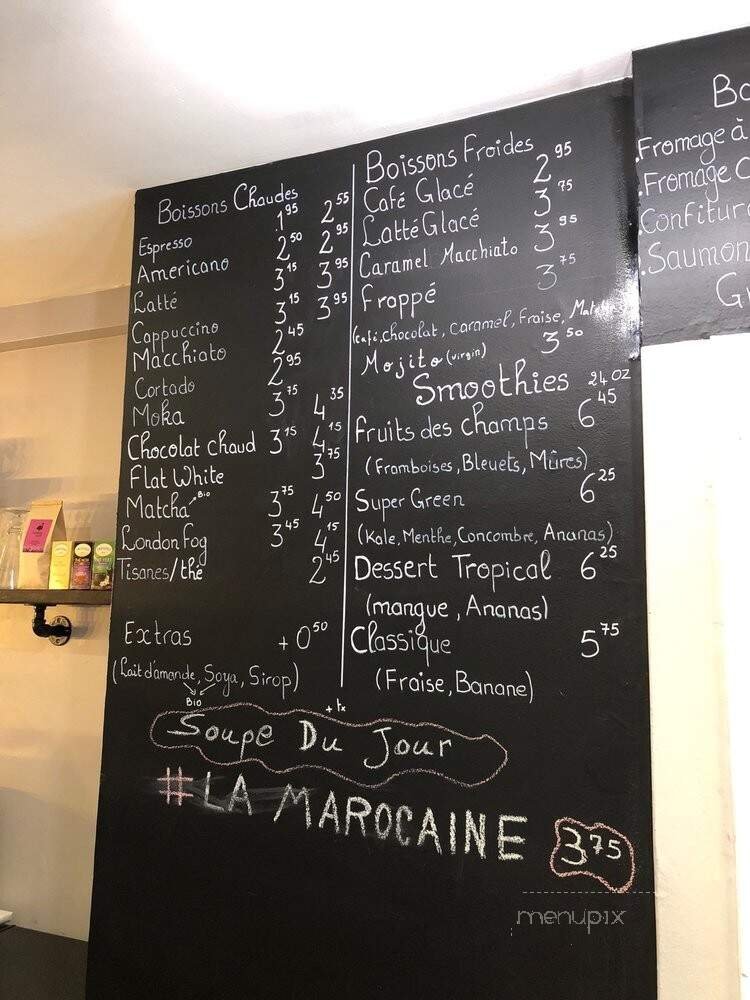 Boissons Chaudes
Espresso 1.95 2.55
Americano 2.50 2.95
Latté 3.15 3.95
Cappuccino 3.15 3.95
Macchiato 2.45
Cortado 2.95
Moka 3.75 4.35
Chocolat chaud 3.15 4.15
Flat White 3.75
Matcha Bio 3.75 4.50
London Fog 3.45 4.15
Tisanes/thé 2.45
Extras +0.50
(Lait d'amande, Soya, Sirop)
Bio
+ tx
Boissons Froides
Café Glacé 2.95
Latté Glacé 3.75
Caramel Macchiato 3.95
Frappé 3.75
(Café, Chocolat, Caramel, Fraise,
Mojito (virgin) 3.50
Smoothies 24 oz
Fruits des champs 6.45
(Framboises, Bleuets, Mûres)
Super Green 6.25
(Kale, Menthe, Concombre, Ananas)
Dessert Tropical 6.25
(mangue, Ananas)
Classique 5.75
(Fraise, Banane)
Soupe Du Jour
# LA MAROCAINE 3.75
.Fromage à
.Fromage
.Saumon
menupix